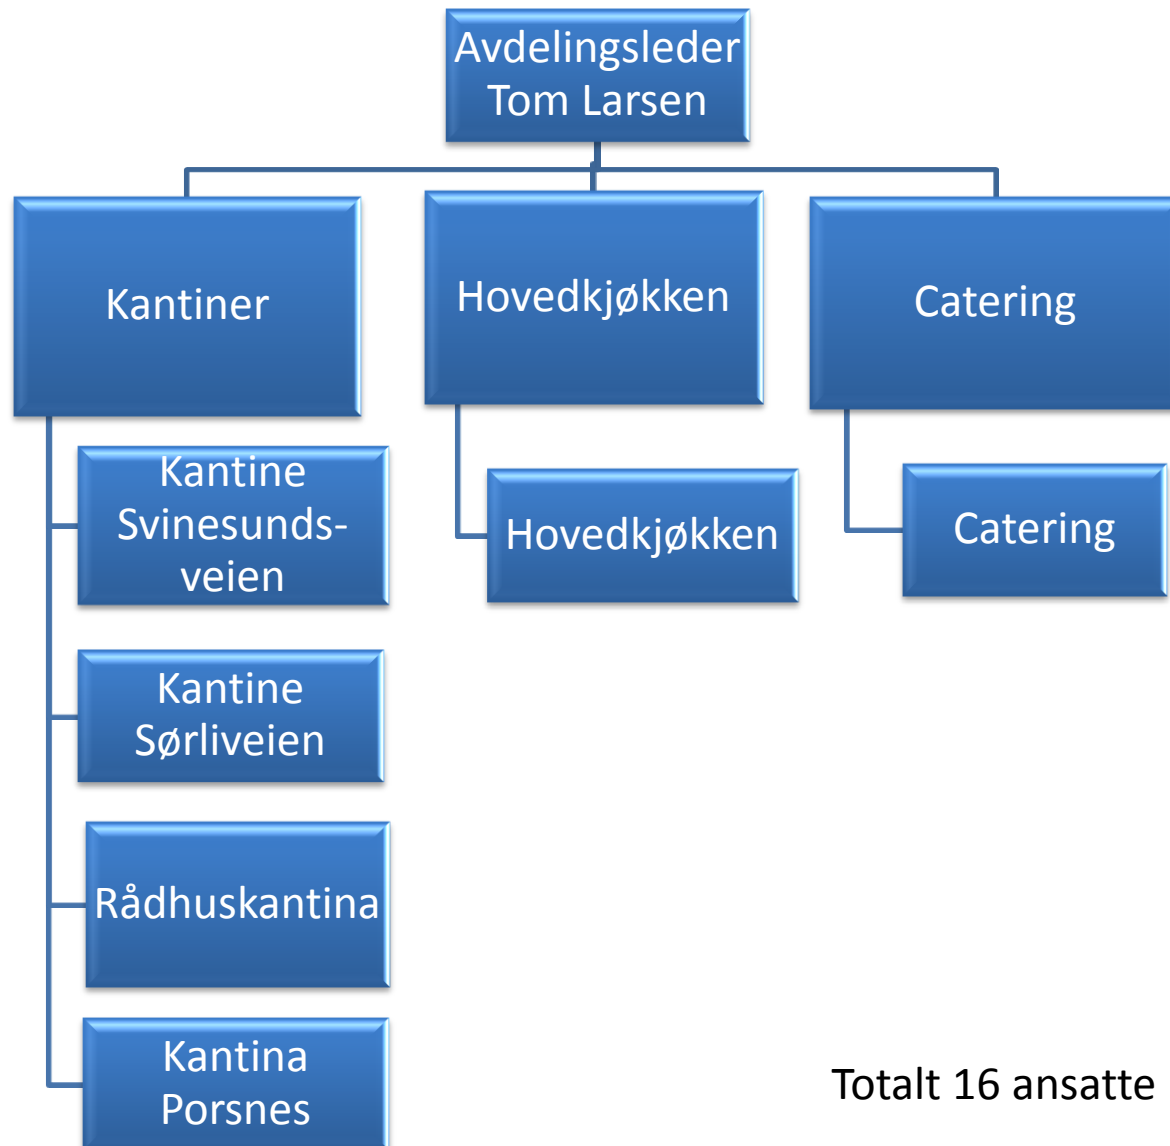 Avdelingsleder
Tom Larsen
Kantiner
Hovedkjøkken
Catering
Kantine
Svinesunds-
veien
Hovedkjøkken
Catering
Kantine
Sørliveien
Rådhuskantina
Kantina
Porsnes
Totalt 16 ansatte